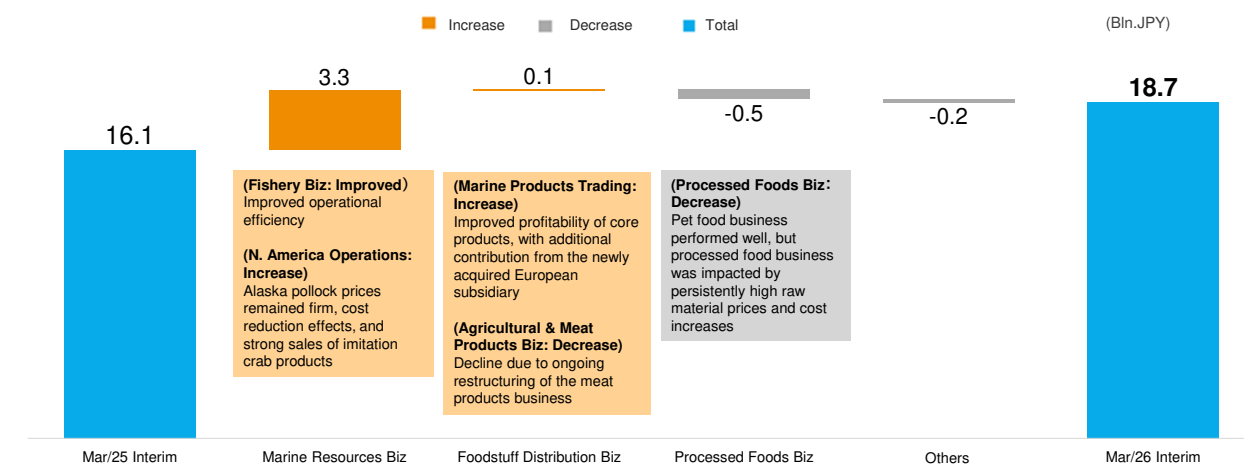 Increase
Decrease
Total
(Bln.JPY)
16.1
3.3
0.1
-0.5
-0.2
18.7
(Fishery Biz: Improved）
Improved operational
efficiency
(N. America Operations:
Increase)
Alaska pollock prices
remained firm, cost
reduction effects, and
strong sales of imitation
crab products
(Marine Products Trading:
Increase)
Improved profitability of core
products, with additional
contribution from the newly
acquired European
subsidiary
(Agricultural & Meat
Products Biz: Decrease)
Decline due to ongoing
restructuring of the meat
products business
(Processed Foods Biz：
Decrease)
Pet food business
performed well, but
processed food business
was impacted by
persistently high raw
material prices and cost
increases
Mar/25 Interim
Marine Resources Biz
Foodstuff Distribution Biz
Processed Foods Biz
Others
Mar/26 Interim